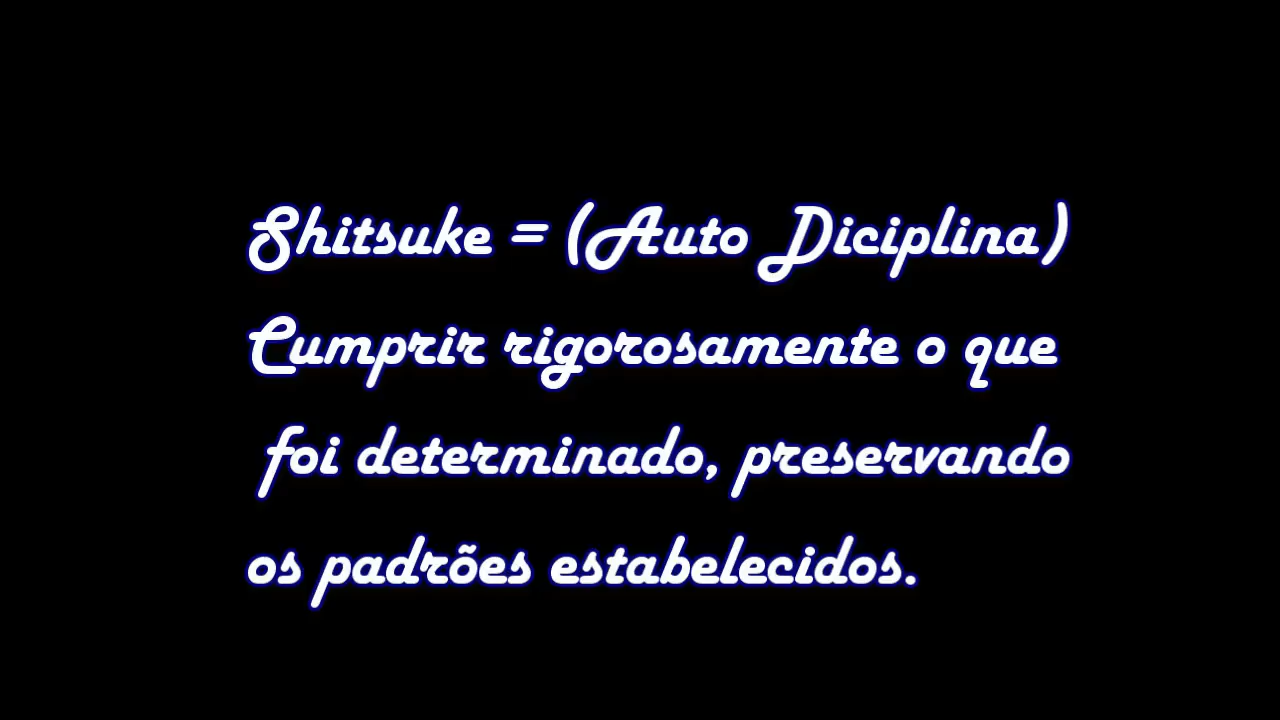 Shitsuke = (Auto Diciplina)
Cumprir rigorosamente o que
foi determinado, preservando
os padrões estabelecidos.